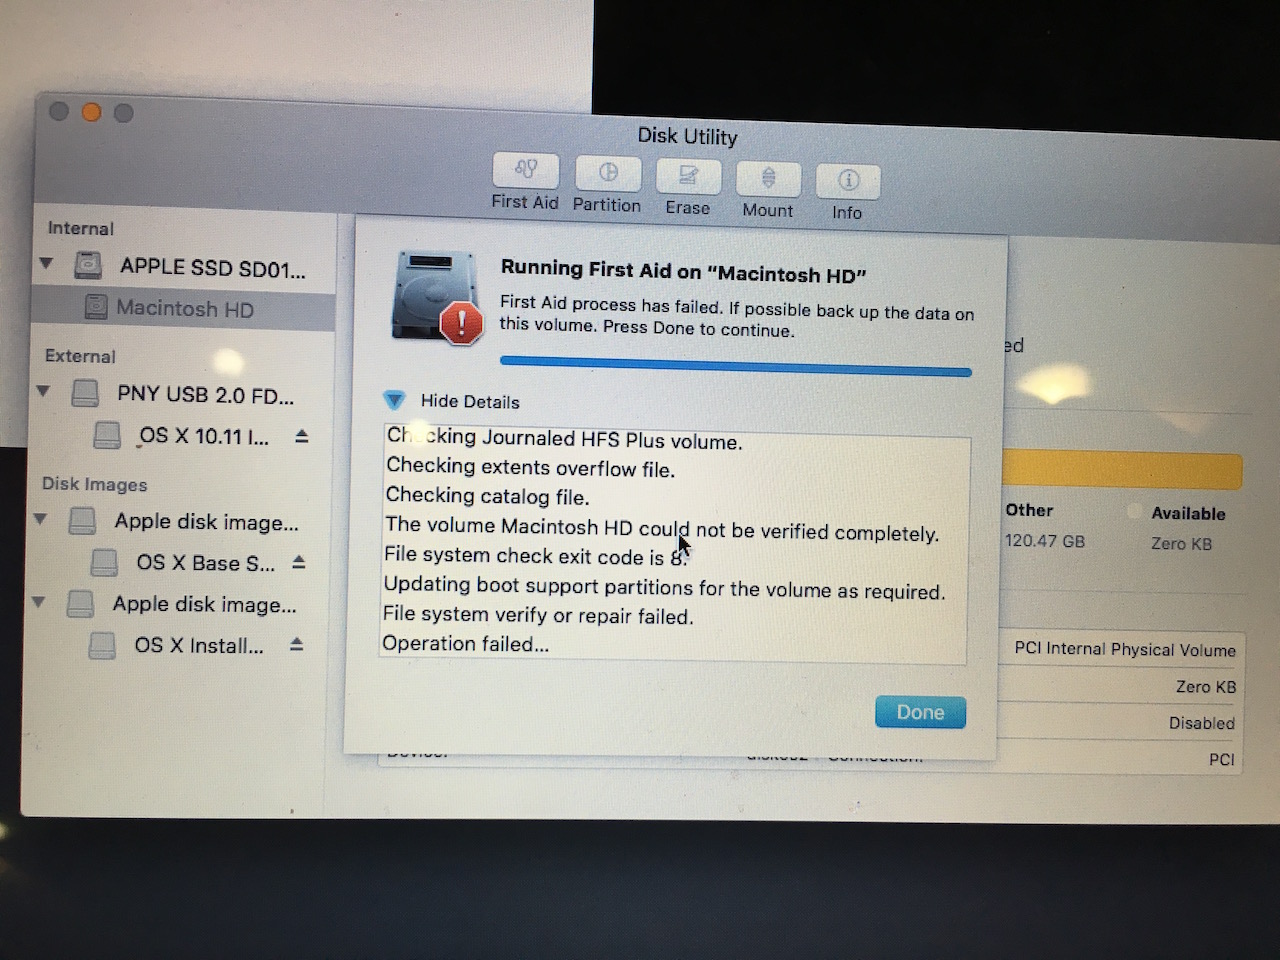 Disk Utility
First Aid
Partition
Erase
Mount
Info
Internal
APPLE SSD SD01...
Macintosh HD
External
PNY USB 2.0 FD...
OS X 10.11 I...
Disk Images
Apple disk image...
OS X Base S...
Apple disk image...
OS X Install...
Running First Aid on “Macintosh HD”
First Aid process has failed. If possible back up the data on
this volume. Press Done to continue.
Hide Details
Checking Journaled HFS Plus volume.
Checking extents overflow file.
Checking catalog file.
The volume Macintosh HD could not be verified completely.
File system check exit code is 8.
Updating boot support partitions for the volume as required.
File system verify or repair failed.
Operation failed...
Done
ed
Other
120.47 GB
Available
Zero KB
PCI Internal Physical Volume
Zero KB
Disabled
PCI